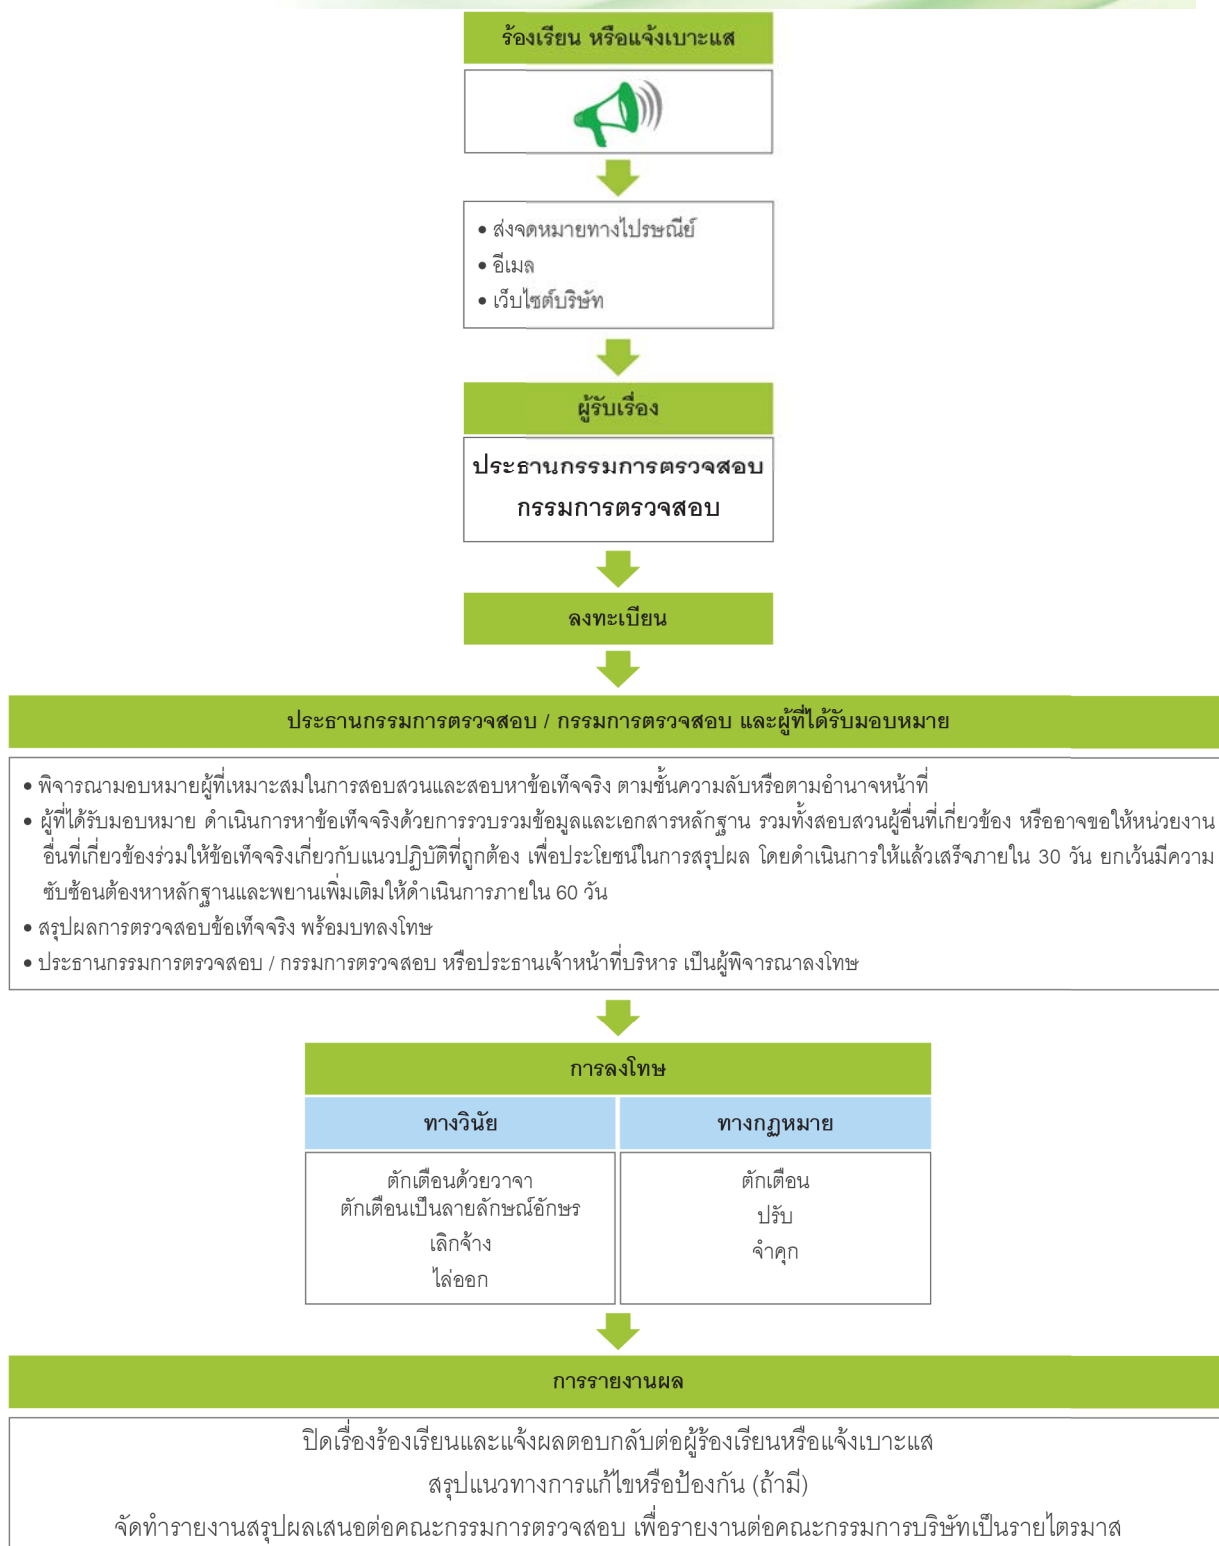 ร้องเรียน หรือแจ้งเบาะแส
• ส่งจดหมายทางไปรษณีย์
• อีเมล
• เว็บไซต์บริษัท
ผู้รับเรื่อง
ประธานกรรมการตรวจสอบ
กรรมการตรวจสอบ
ลงทะเบียน
ประธานกรรมการตรวจสอบ / กรรมการตรวจสอบ และผู้ที่ได้รับมอบหมาย
• พิจารณามอบหมายผู้ที่เหมาะสมในการสอบสวนและสอบหาข้อเท็จจริง ตามชั้นความลับหรือตามอำนาจหน้าที่
• ผู้ที่ได้รับมอบหมาย ดำเนินการหาข้อเท็จจริงด้วยการรวบรวมข้อมูลและเอกสารหลักฐาน รวมทั้งสอบสวนผู้อื่นที่เกี่ยวข้อง หรืออาจขอให้หน่วยงาน
อื่นที่เกี่ยวข้องร่วมให้ข้อเท็จจริงเกี่ยวกับแนวปฏิบัติที่ถูกต้อง เพื่อประโยชน์ในการสรุปผล โดยดำเนินการให้แล้วเสร็จภายใน 30 วัน ยกเว้นมีความ
ซับซ้อนต้องหาหลักฐานและพยานเพิ่มเติมให้ดำเนินการภายใน 60 วัน
• สรุปผลการตรวจสอบข้อเท็จจริง พร้อมบทลงโทษ
• ประธานกรรมการตรวจสอบ / กรรมการตรวจสอบ หรือประธานเจ้าหน้าที่บริหาร เป็นผู้พิจารณาลงโทษ
การลงโทษ
ทางวินัย
ทางกฎหมาย
ตักเตือนด้วยวาจา
ตักเตือนเป็นลายลักษณ์อักษร
เลิกจ้าง
ไล่ออก
ตักเตือน
ปรับ
จำคุก
การรายงานผล
ปิดเรื่องร้องเรียนและแจ้งผลตอบกลับต่อผู้ร้องเรียนหรือแจ้งเบาะแส
สรุปแนวทางการแก้ไขหรือป้องกัน (ถ้ามี)
จัดทำรายงานสรุปผลเสนอต่อคณะกรรมการตรวจสอบ เพื่อรายงานต่อคณะกรรมการบริษัทเป็นรายไตรมาส